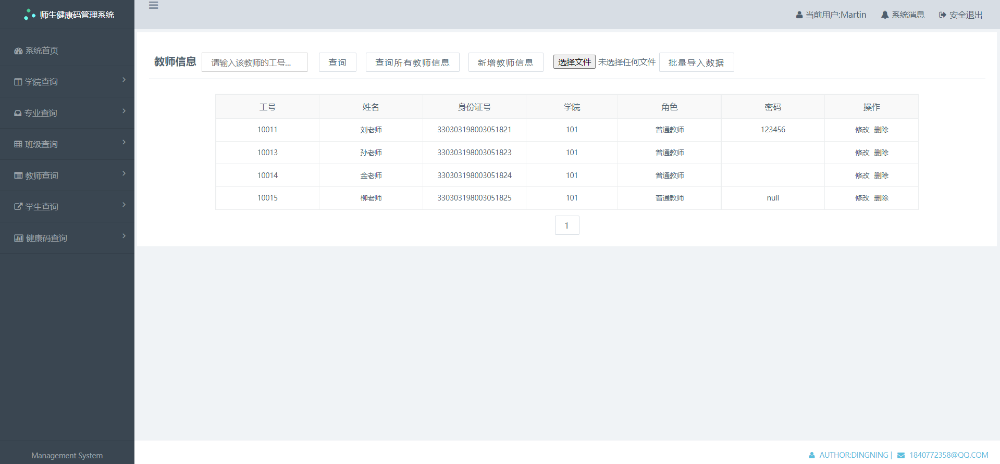 师生健康码管理系统
当前用户:Martin 系统消息 安全退出
系统首页
学院查询
专业查询
班级查询
教师查询
学生查询
健康码查询
教师信息 请输入该教师的工号... 查询 查询所有教师信息 新增教师信息 选择文件 未选择任何文件 批量导入数据
工号 姓名 身份证号 学院 角色 密码 操作
10011 刘老师 330303198003051821 101 普通教师 123456 修改 删除
10013 孙老师 330303198003051823 101 普通教师 修改 删除
10014 金老师 330303198003051824 101 普通教师 修改 删除
10015 柳老师 330303198003051825 101 普通教师 null 修改 删除
1
Management System
AUTHOR:DINGNING | 1840772358@QQ.COM